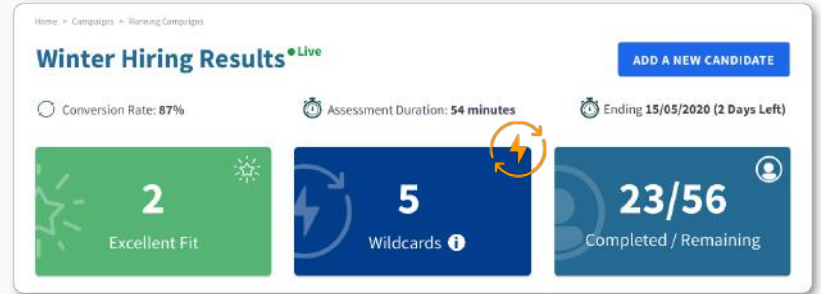 Home > Campaigns > Running Campaigns
Winter Hiring Results
Live
ADD A NEW CANDIDATE
Conversion Rate: 87%
Assessment Duration: 54 minutes
Ending 15/05/2020 (2 Days Left)
2
Excellent Fit
5
Wildcards
23/56
Completed / Remaining